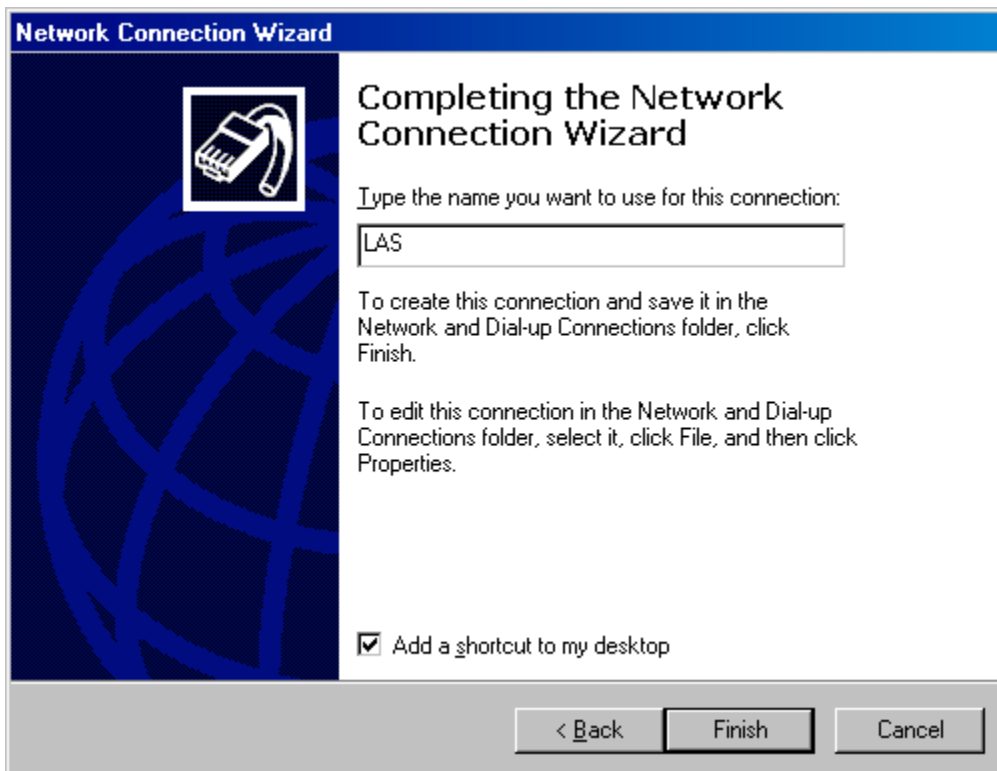 Network Connection Wizard
Completing the Network
Connection Wizard
Type the name you want to use for this connection:
LAS
To create this connection and save it in the
Network and Dial-up Connections folder, click
Finish.
To edit this connection in the Network and Dial-up
Connections folder, select it, click File, and then click
Properties.
Add a shortcut to my desktop
< Back
Finish
Cancel